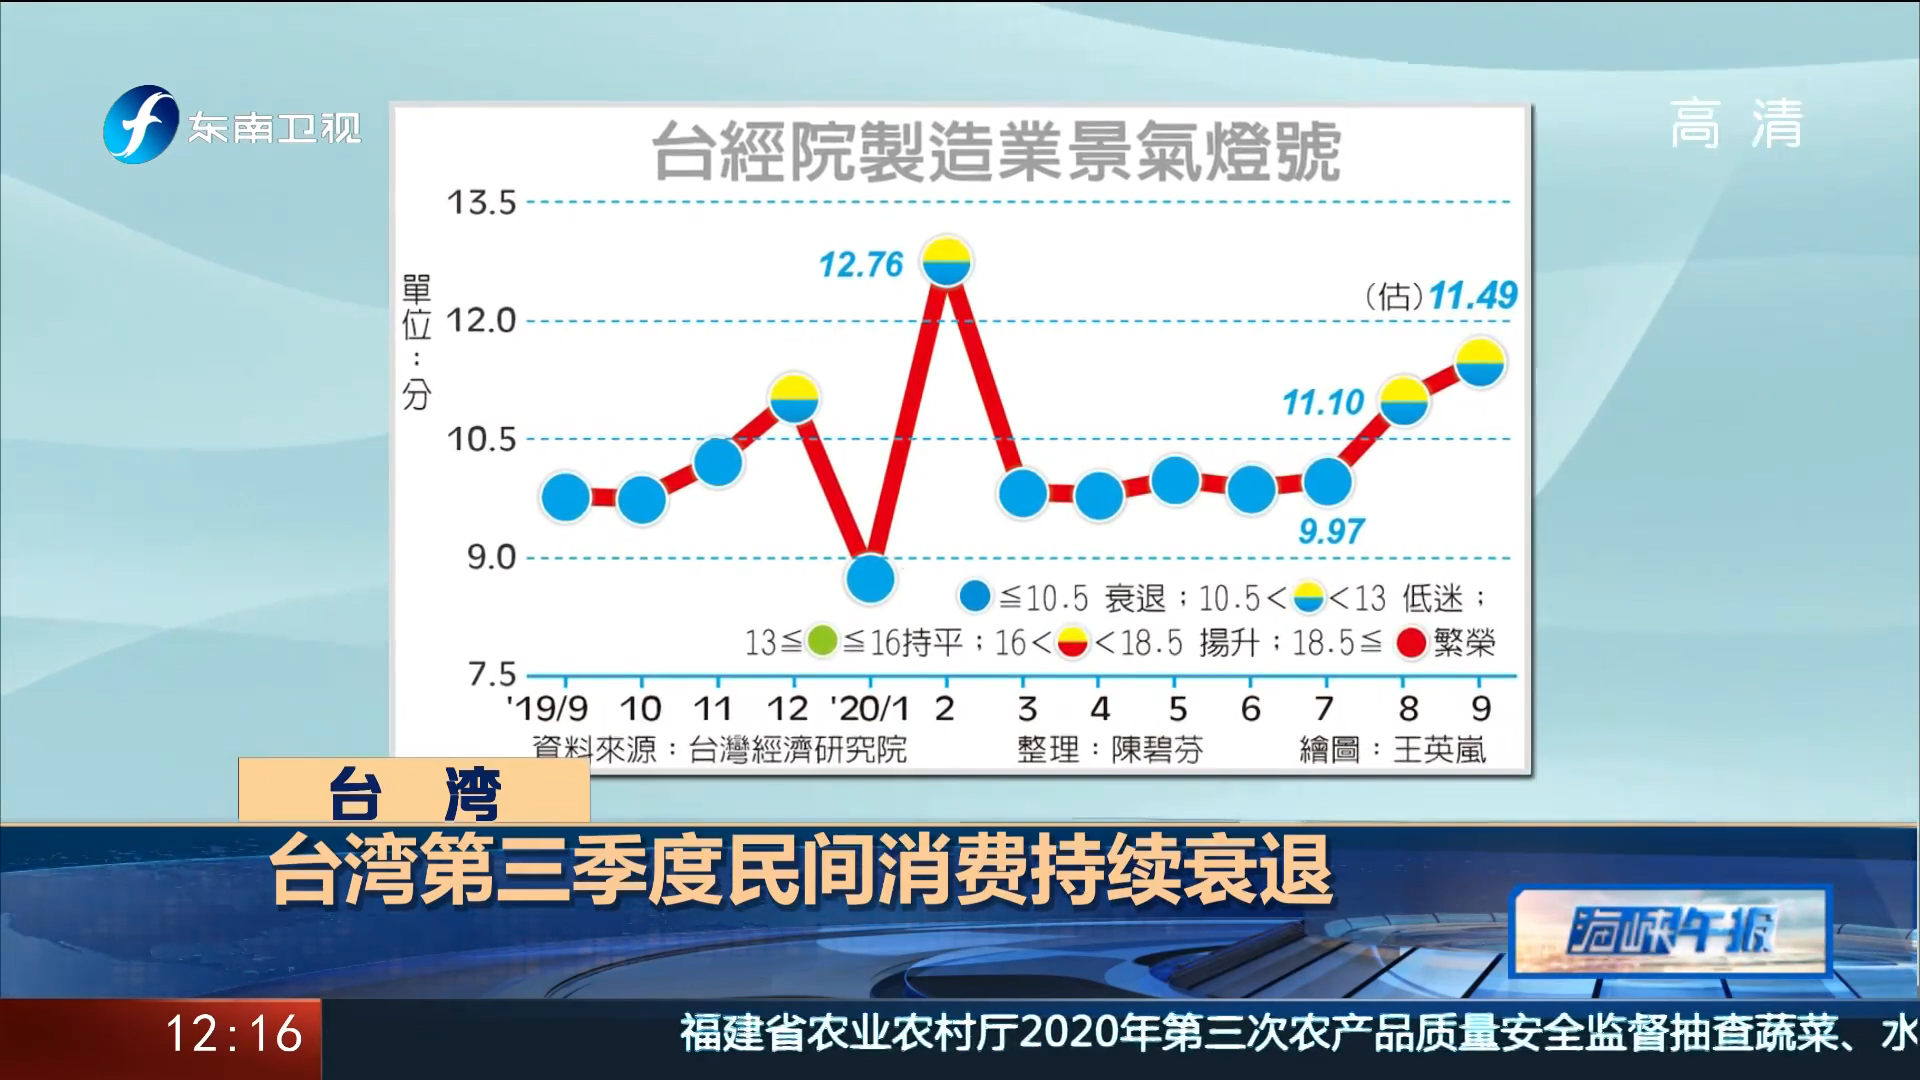 东南卫视
高清
台經院製造業景氣燈號
單位：分
13.5
12.0
10.5
9.0
7.5
12.76
(估)11.49
11.10
9.97
≦10.5 衰退；10.5<<13 低迷；
13≦≦16持平；16<<18.5 揚升；18.5≦繁榮
'19/9 10 11 12 '20/1 2 3 4 5 6 7 8 9
資料來源：台灣經濟研究院 整理：陳碧芬 繪圖：王英嵐
台湾
台湾第三季度民间消费持续衰退
海峡午报
12:16
福建省农业农村厅2020年第三次农产品质量安全监督抽查蔬菜、水